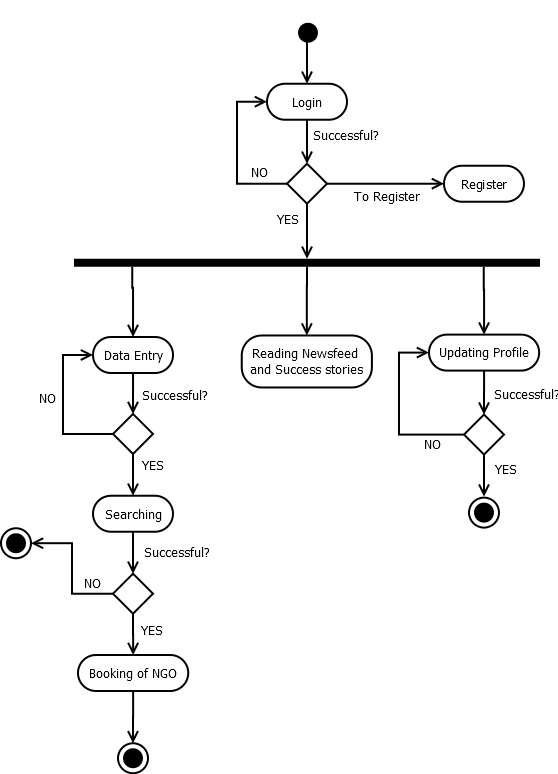 Login
Successful?
NO
To Register
Register
YES
Data Entry
Reading Newsfeed
and Success stories
Updating Profile
Successful?
Successful?
NO
NO
YES
YES
Searching
Successful?
NO
YES
Booking of NGO